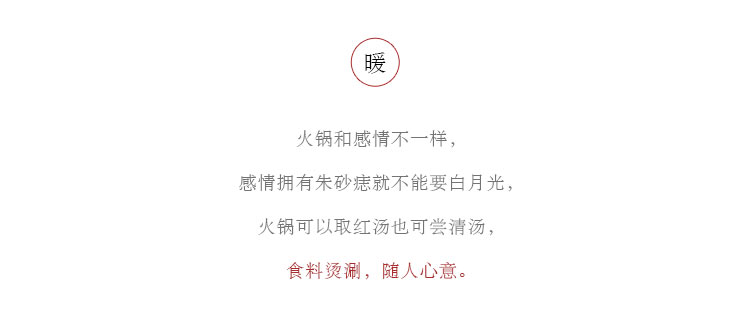 暖
火锅和感情不一样，
感情拥有朱砂痣就不能要白月光，
火锅可以取红汤也可尝清汤，
食料烫涮，随人心意。